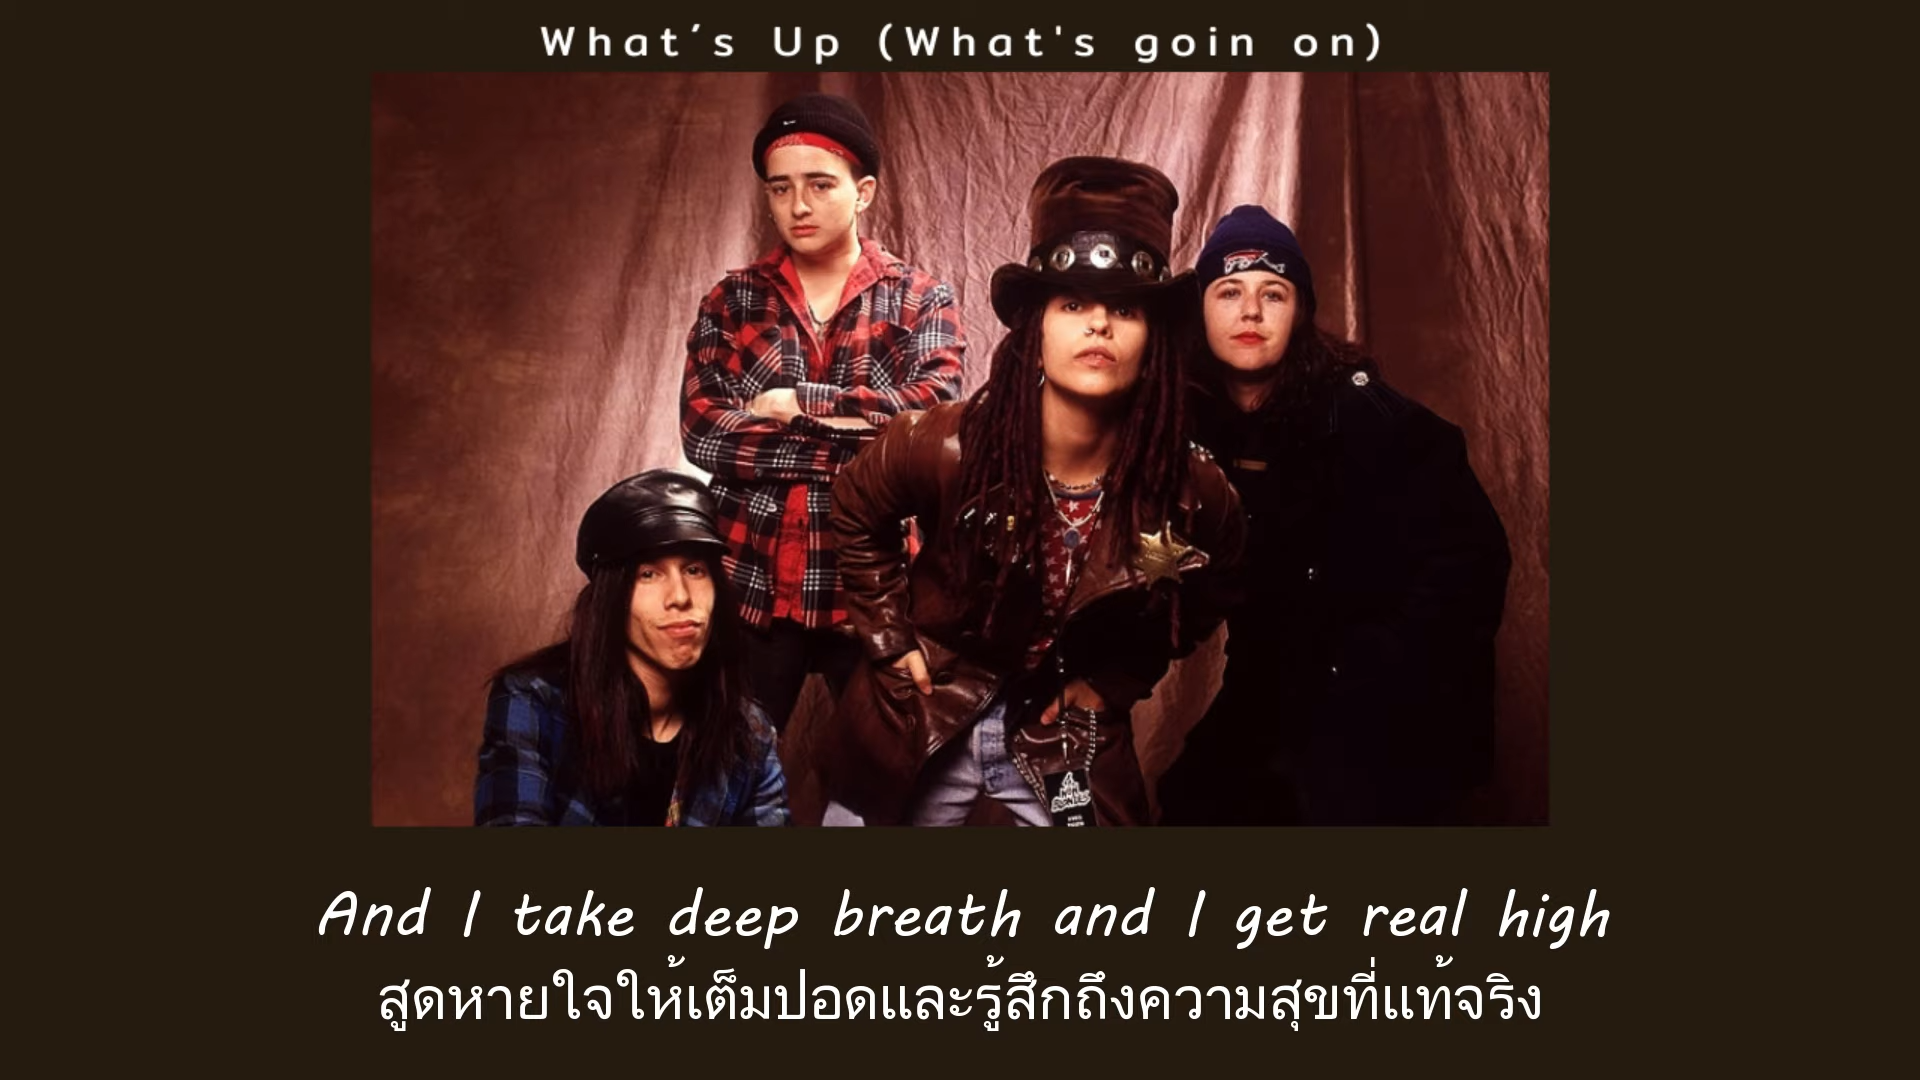 What´s Up (What's goin on)
And I take deep breath and I get real high
สูดหายใจให้เต็มปอดและรู้สึกถึงความสุขที่แท้จริง